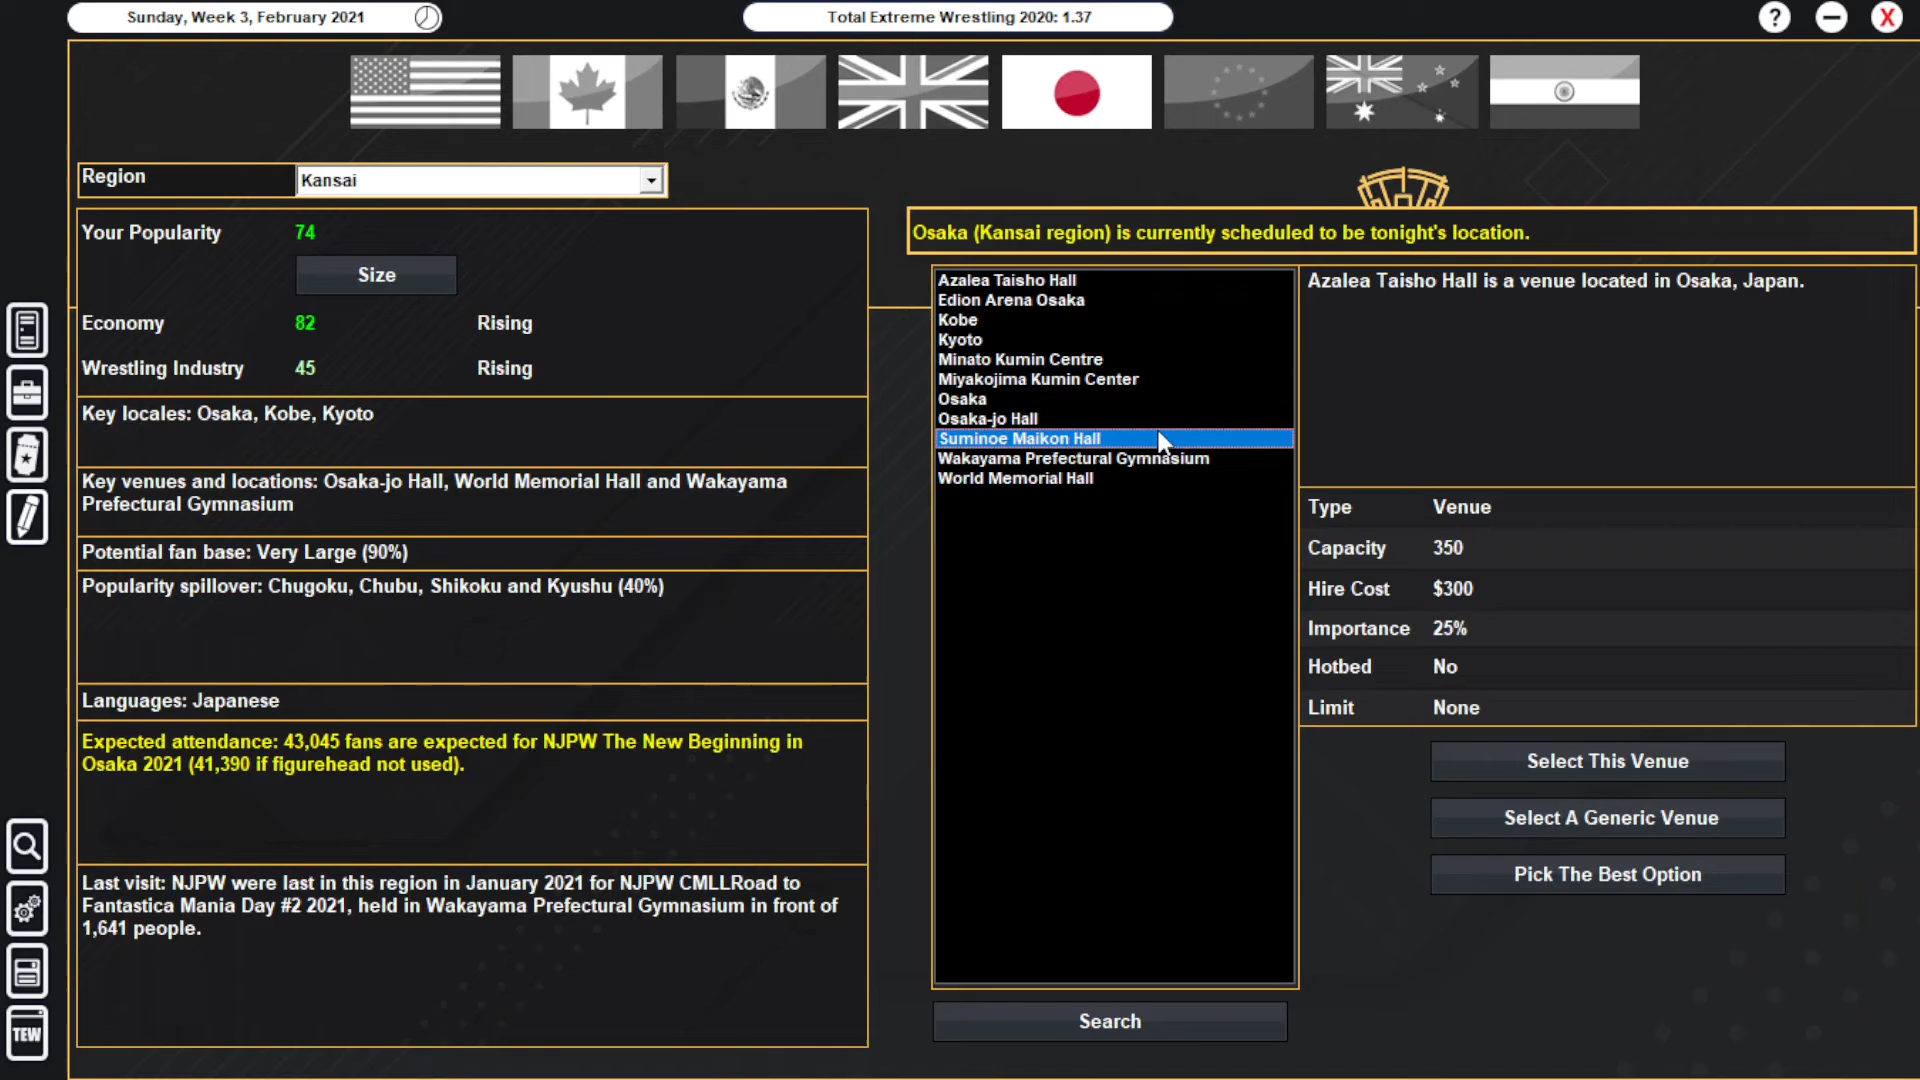 Sunday, Week 3, February 2021
Total Extreme Wrestling 2020: 1.37
?
X
Region
Kansai
Your Popularity 74
Size
Economy 82 Rising
Wrestling Industry 45 Rising
Key locales: Osaka, Kobe, Kyoto
Key venues and locations: Osaka-jo Hall, World Memorial Hall and Wakayama
Prefectural Gymnasium
Potential fan base: Very Large (90%)
Popularity spillover: Chugoku, Chubu, Shikoku and Kyushu (40%)
Languages: Japanese
Expected attendance: 43,045 fans are expected for NJPW The New Beginning in
Osaka 2021 (41,390 if figurehead not used).
Last visit: NJPW were last in this region in January 2021 for NJPW CMLLRoad to
Fantastica Mania Day #2 2021, held in Wakayama Prefectural Gymnasium in front of
1,641 people.
Osaka (Kansai region) is currently scheduled to be tonight's location.
Azalea Taisho Hall
Edion Arena Osaka
Kobe
Kyoto
Minato Kumin Centre
Miyakojima Kumin Center
Osaka
Osaka-jo Hall
Suminoe Maikon Hall
Wakayama Prefectural Gymnasium
World Memorial Hall
Search
Azalea Taisho Hall is a venue located in Osaka, Japan.
Type Venue
Capacity 350
Hire Cost $300
Importance 25%
Hotbed No
Limit None
Select This Venue
Select A Generic Venue
Pick The Best Option
TEW